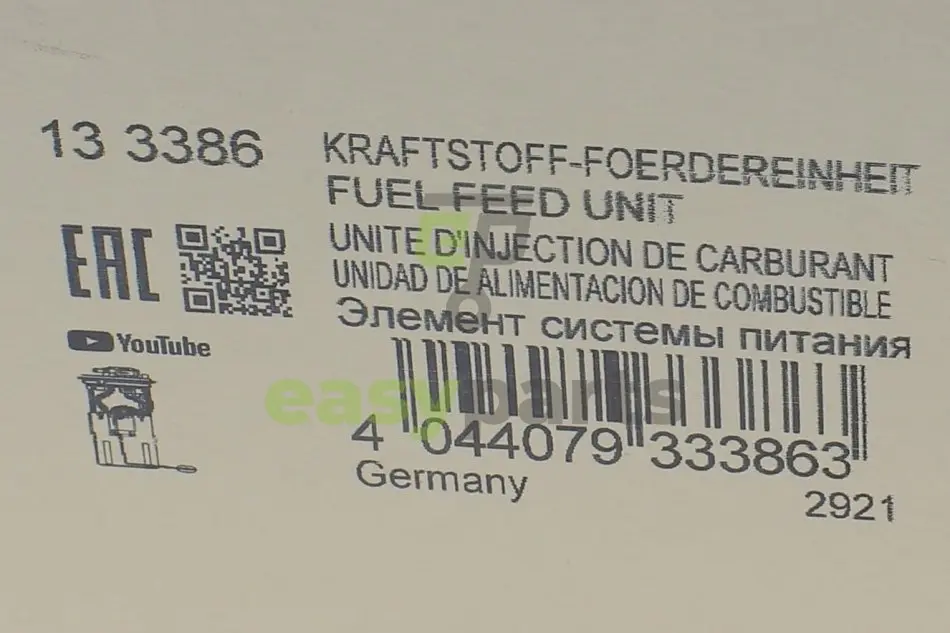 13 3386
KRAFTSTOFF-FOERDEREINHEIT
FUEL FEED UNIT
UNITE D'INJECTION DE CARBURANT
UNIDAD DE ALIMENTACION DE COMBUSTIBLE
Элемент системы питания
EAC
YouTube
easyparts
4 044079 333863
Germany
2921